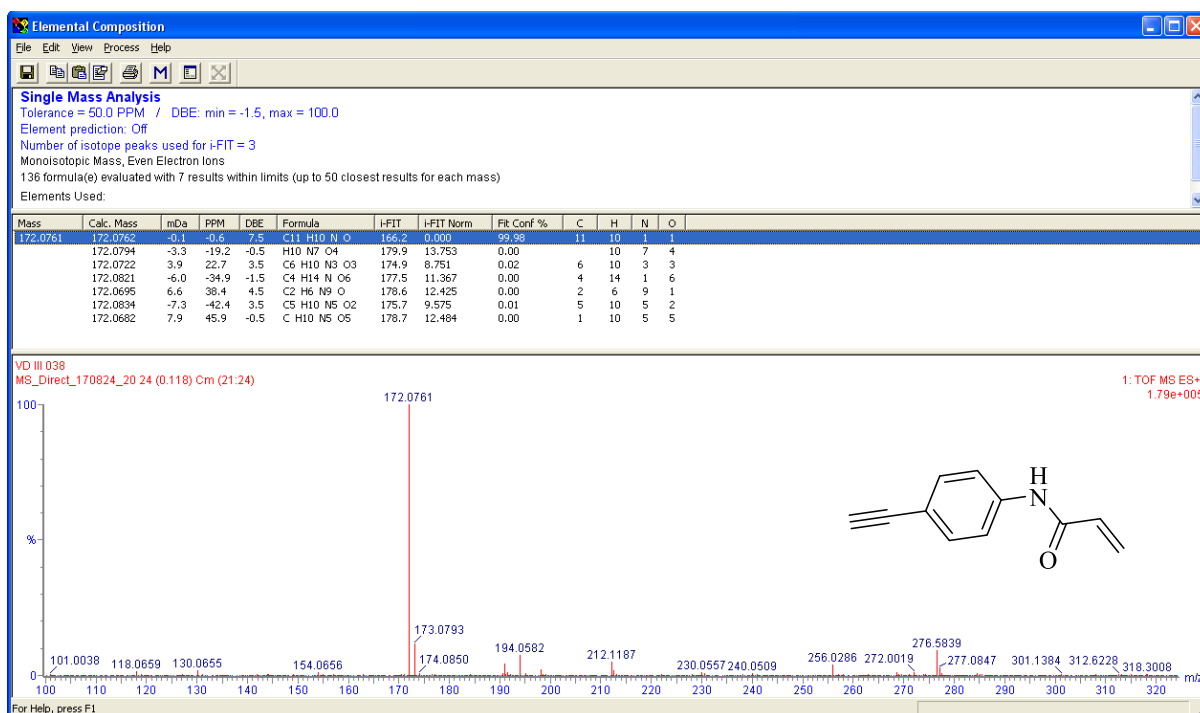 Elemental Composition
File Edit View Process Help
M
Single Mass Analysis
Tolerance = 50.0 PPM / DBE: min = -1.5, max = 100.0
Element prediction: Off
Number of isotope peaks used for i-FIT = 3
Monoisotopic Mass, Even Electron Ions
136 formula(e) evaluated with 7 results within limits (up to 50 closest results for each mass)
Elements Used:
Mass Calc. Mass mDa PPM DBE Formula i-FIT i-FIT Norm Fit Conf % C H N O
172.0761 172.0762 -0.1 -0.6 7.5 C11 H10 N O 166.2 0.000 99.98 11 10 1 1
172.0794 -3.3 -19.2 -0.5 H10 N7 O4 179.9 13.753 0.00 10 7 4
172.0722 3.9 22.7 3.5 C6 H10 N3 O3 174.9 8.751 0.02 6 10 3 3
172.0821 -6.0 -34.9 -1.5 C4 H14 N O6 177.5 11.367 0.00 4 14 1 6
172.0695 6.6 38.4 4.5 C2 H6 N9 O 178.6 12.425 0.00 2 6 9 1
172.0834 -7.3 -42.4 3.5 C5 H10 N5 O2 175.7 9.575 0.01 5 10 5 2
172.0682 7.9 45.9 -0.5 C H10 N5 O5 178.7 12.484 0.00 1 10 5 5
VD III 038
MS_Direct_170824_20 24 (0.118) Cm (21:24)
1: TOF MS ES+
1.79e+005
100
172.0761
H
N
O
%
173.0793
276.5839
194.0582
212.1187
256.0286
101.0038
118.0659
130.0655
154.0656
174.0850
230.0557
240.0509
272.0019
277.0847
301.1384
312.6228
318.3008
0
100 110 120 130 140 150 160 170 180 190 200 210 220 230 240 250 260 270 280 290 300 310 320
m/z
For Help, press F1